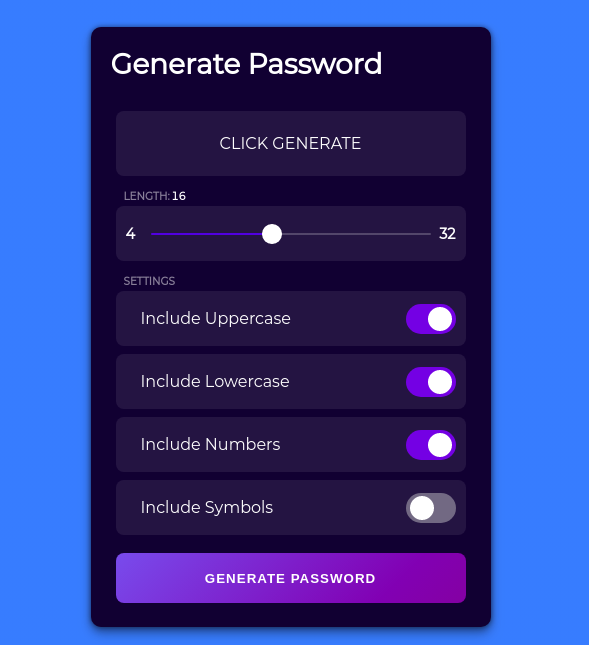 Generate Password
CLICK GENERATE
LENGTH: 16
4 32
SETTINGS
Include Uppercase
Include Lowercase
Include Numbers
Include Symbols
GENERATE PASSWORD